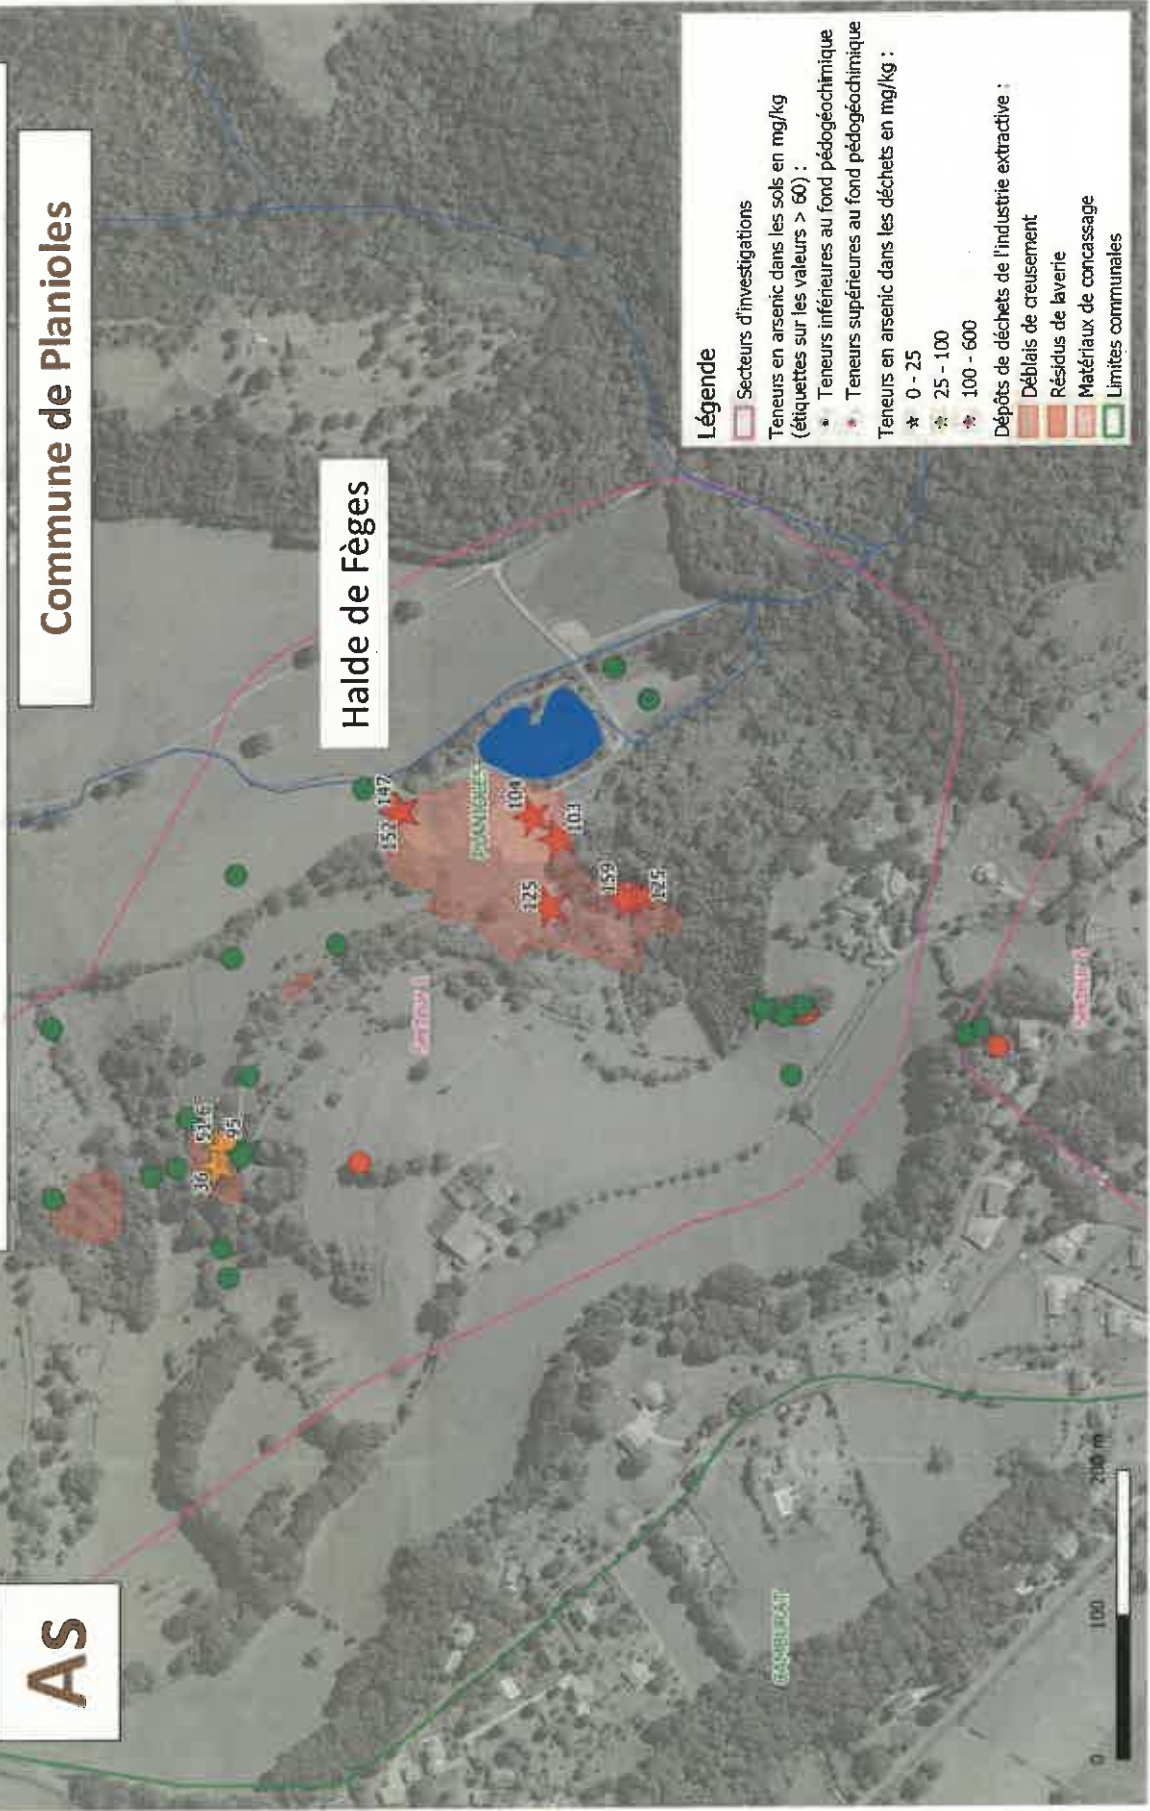 As
Commune de Planioles
Halde de Fèges
36
51.6
95
152
147
125
104
103
159
125
Secteur
Secteur
CAMBURAT
0
100
200 m
Légende
Secteurs d'investigations
Teneurs en arsenic dans les sols en mg/kg
(étiquettes sur les valeurs > 60) :
Teneurs inférieures au fond pédogéochimique
Teneurs supérieures au fond pédogéochimique
Teneurs en arsenic dans les déchets en mg/kg :
0 - 25
25 - 100
100 - 600
Dépôts de déchets de l'industrie extractive :
Déblais de creusement
Résidus de laverie
Matériaux de concassage
Limites communales